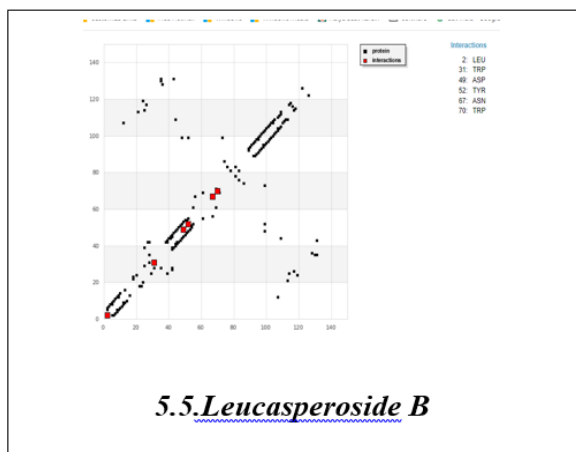 Interactions
protein
interactions
2: LEU
31: TRP
49: ASP
52: TYR
67: ASN
70: TRP
140
120
100
80
60
40
20
0
0 20 40 60 80 100 120 140
5.5.Leucasperoside B